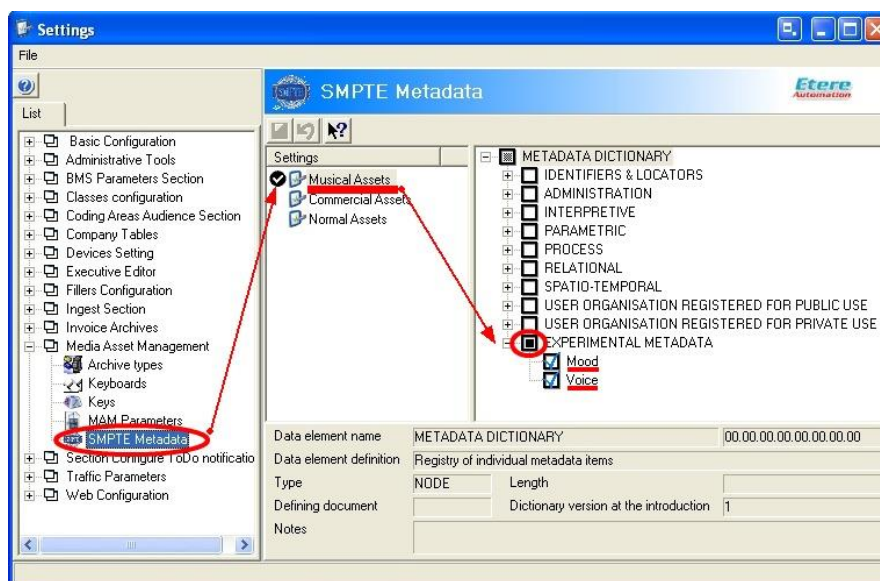 Settings
File
List
Basic Configuration
Administrative Tools
BMS Parameters Section
Classes configuration
Coding Areas Audience Section
Company Tables
Devices Setting
Executive Editor
Fillers Configuration
Ingest Section
Invoice Archives
Media Asset Management
Archive types
Keyboards
Keys
MAM Parameters
SMPTE Metadata
Section Configure ToDo notificatio
Traffic Parameters
Web Configuration
SMPTE Metadata
Etere
Automation
Settings
Musical Assets
Commercial Assets
Normal Assets
METADATA DICTIONARY
IDENTIFIERS & LOCATORS
ADMINISTRATION
INTERPRETIVE
PARAMETRIC
PROCESS
RELATIONAL
SPATIO-TEMPORAL
USER ORGANISATION REGISTERED FOR PUBLIC USE
USER ORGANISATION REGISTERED FOR PRIVATE USE
EXPERIMENTAL METADATA
Mood
Voice
Data element name METADATA DICTIONARY 00.00.00.00.00.00.00.00
Data element definition Registry of individual metadata items
Type NODE Length
Defining document Dictionary version at the introduction 1
Notes